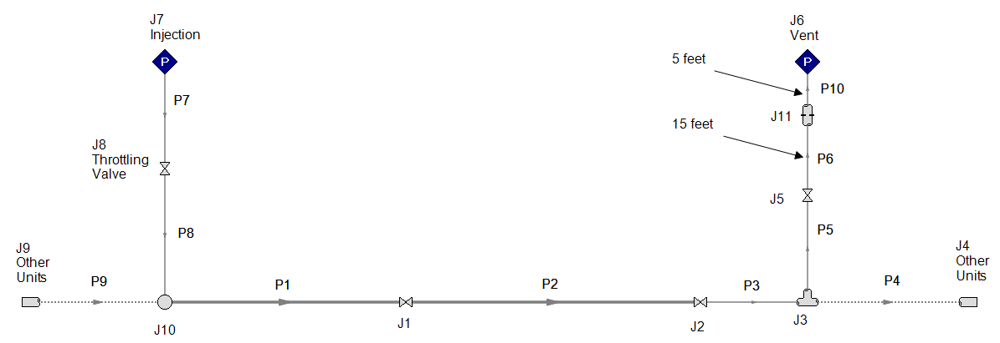 J7
Injection
P
P7
J8
Throttling
Valve
P8
J9
Other
Units
P9
J10
P1
J1
P2
J2
P3
J3
P4
J4
Other
Units
P5
J5
P6
15 feet
J11
P10
5 feet
P
J6
Vent